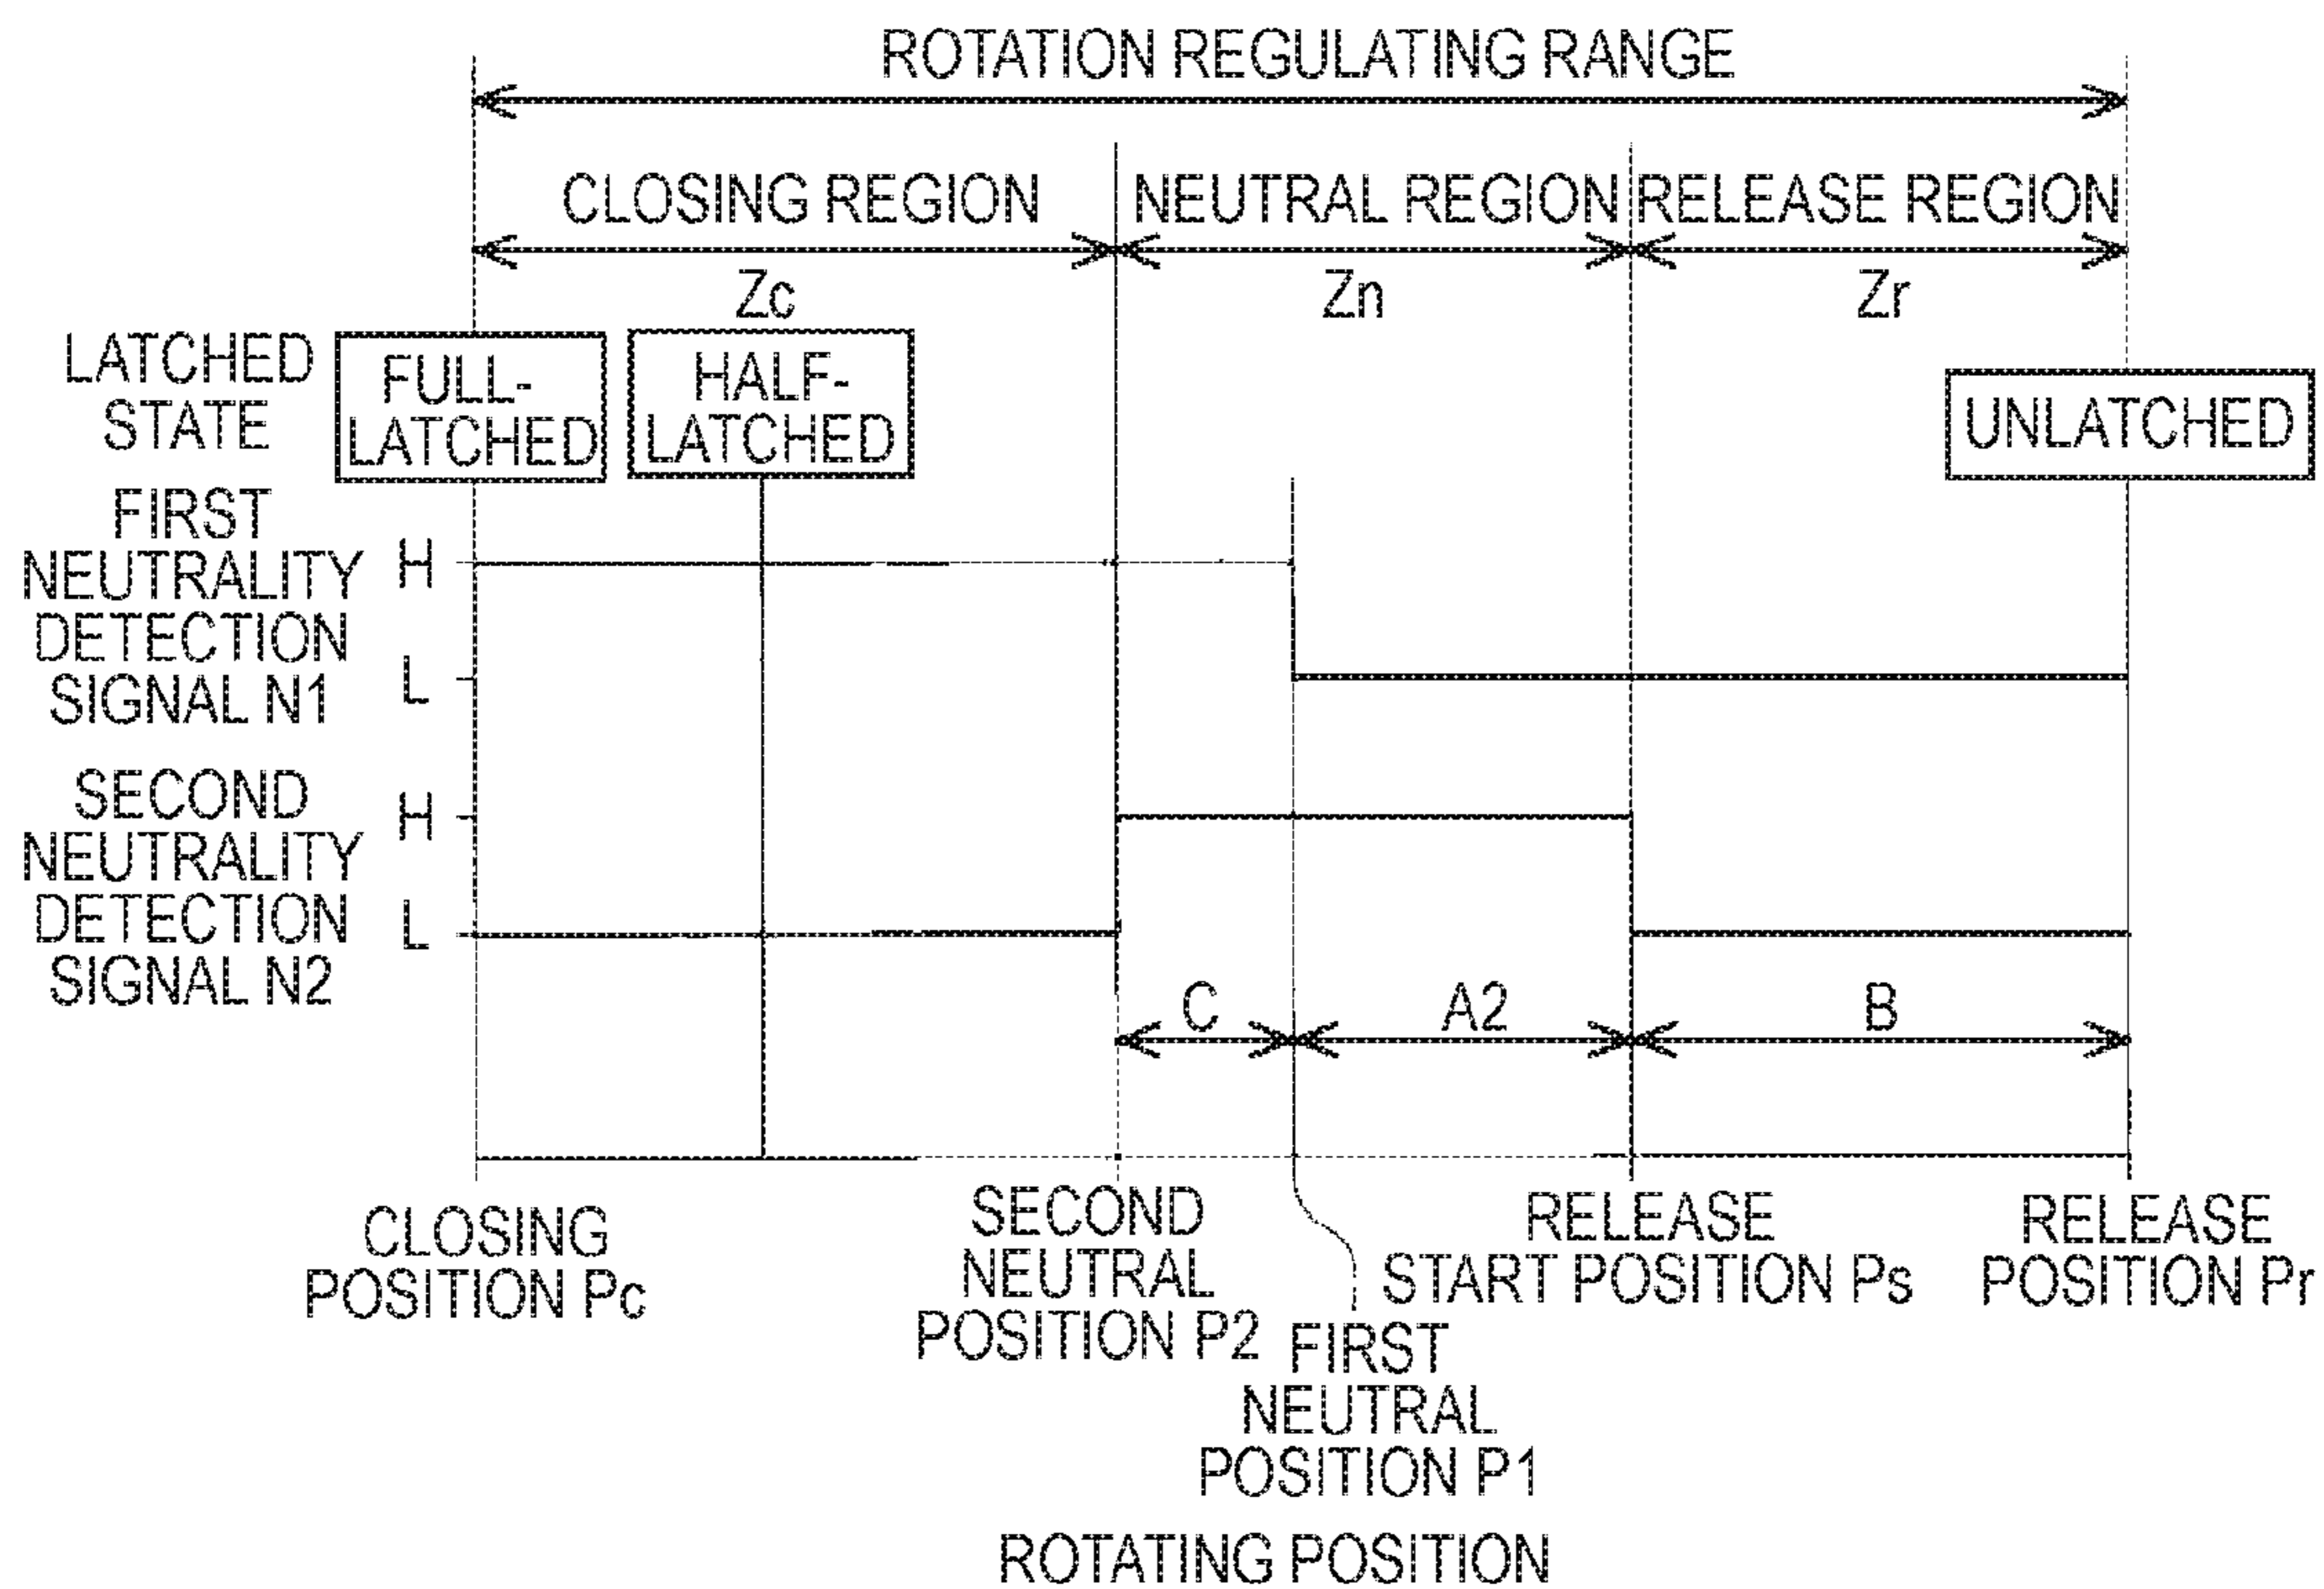 ROTATION REGULATING RANGE
CLOSING REGION
NEUTRAL REGION
RELEASE REGION
Zc
Zn
Zr
LATCHED
STATE
FULL-
LATCHED
HALF-
LATCHED
UNLATCHED
FIRST
NEUTRALITY
DETECTION
SIGNAL N1
H
L
SECOND
NEUTRALITY
DETECTION
SIGNAL N2
H
L
C
A2
B
CLOSING
POSITION Pc
SECOND
NEUTRAL
POSITION P2
FIRST
NEUTRAL
POSITION P1
RELEASE
START POSITION Ps
RELEASE
POSITION Pr
ROTATING POSITION